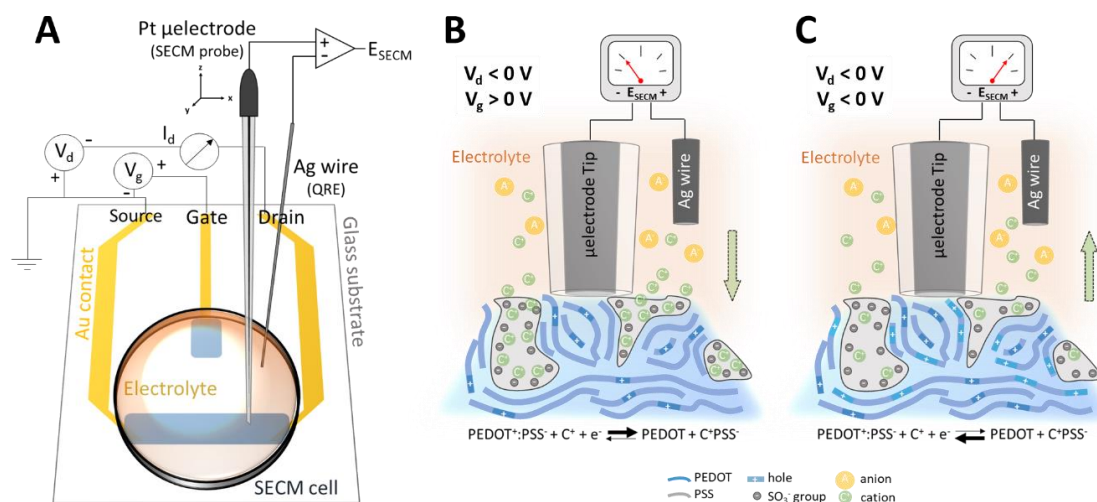 A
Pt µelectrode
(SECM probe)
+
-
E_SECM
z
y
x
I_d
V_d
-
+
V_g
+
-
Ag wire
(QRE)
Source
Gate
Drain
Au contact
Glass substrate
Electrolyte
SECM cell
B
V_d < 0 V
V_g > 0 V
- E_SECM +
Electrolyte
µelectrode Tip
Ag wire
A⁻
C⁺
PEDOT⁺:PSS⁻ + C⁺ + e⁻ ⇌ PEDOT + C⁺PSS⁻
C
V_d < 0 V
V_g < 0 V
- E_SECM +
Electrolyte
µelectrode Tip
Ag wire
A⁻
C⁺
PEDOT⁺:PSS⁻ + C⁺ + e⁻ ⇌ PEDOT + C⁺PSS⁻
PEDOT
hole
A⁻ anion
PSS
SO₃⁻ group
C⁺ cation